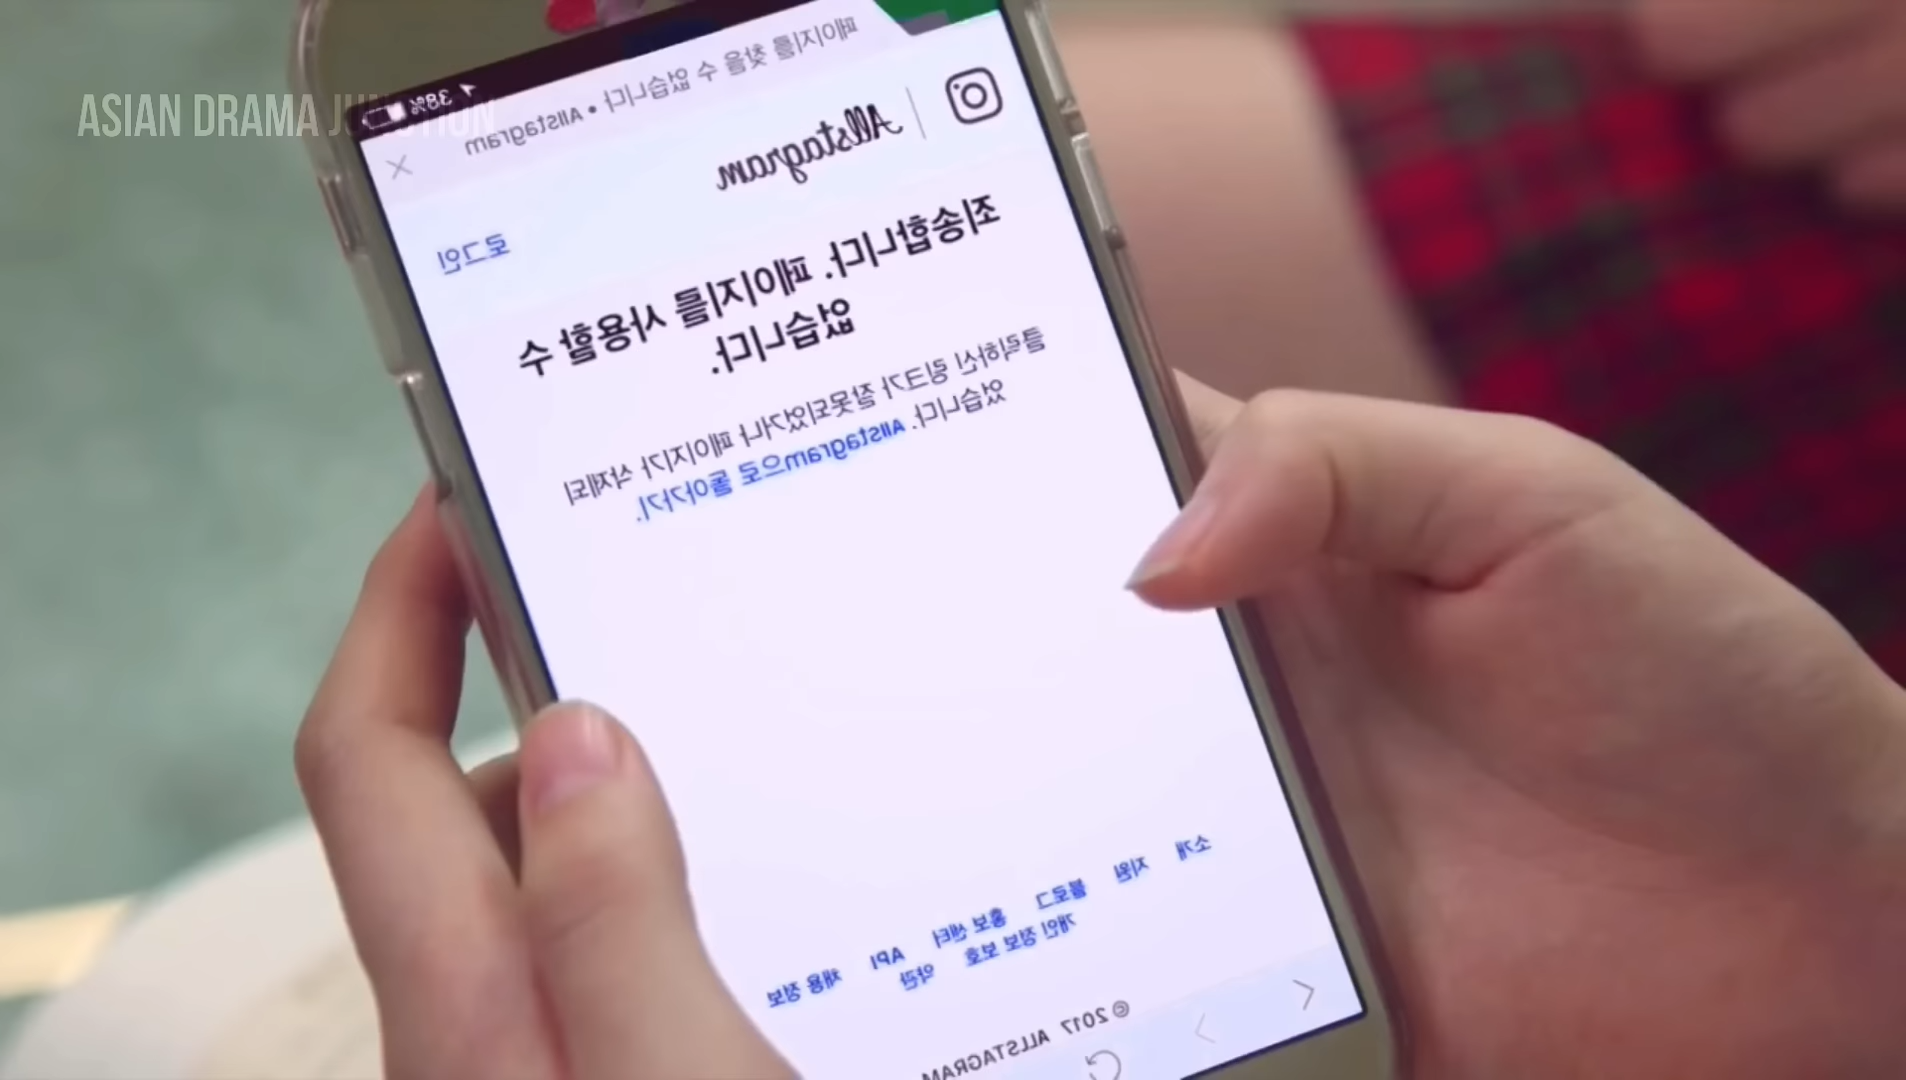 ASIAN DRAMA JUNCTION
38%
페이지를 찾을 수 없습니다 • Allstagram
Allstagram
로그인
죄송합니다. 페이지를 사용할 수
없습니다.
클릭하신 링크가 잘못되었거나 페이지가 삭제되
었습니다. Allstagram으로 돌아가기.
소개 지원 블로그 홍보 센터 API 채용 정보
개인 정보 보호 약관
© 2017 ALLSTAGRAM